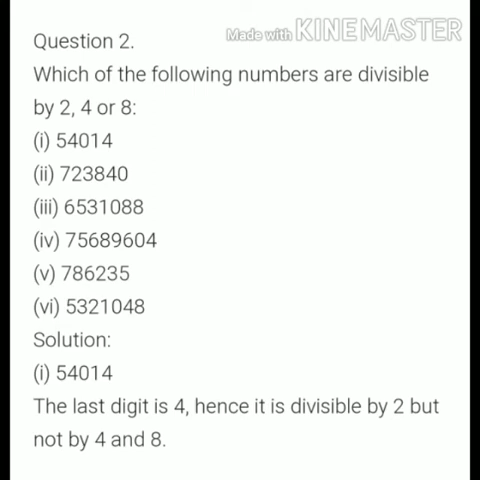 Made with KINEMASTER
Question 2.
Which of the following numbers are divisible
by 2, 4 or 8:
(i) 54014
(ii) 723840
(iii) 6531088
(iv) 75689604
(v) 786235
(vi) 5321048
Solution:
(i) 54014
The last digit is 4, hence it is divisible by 2 but
not by 4 and 8.